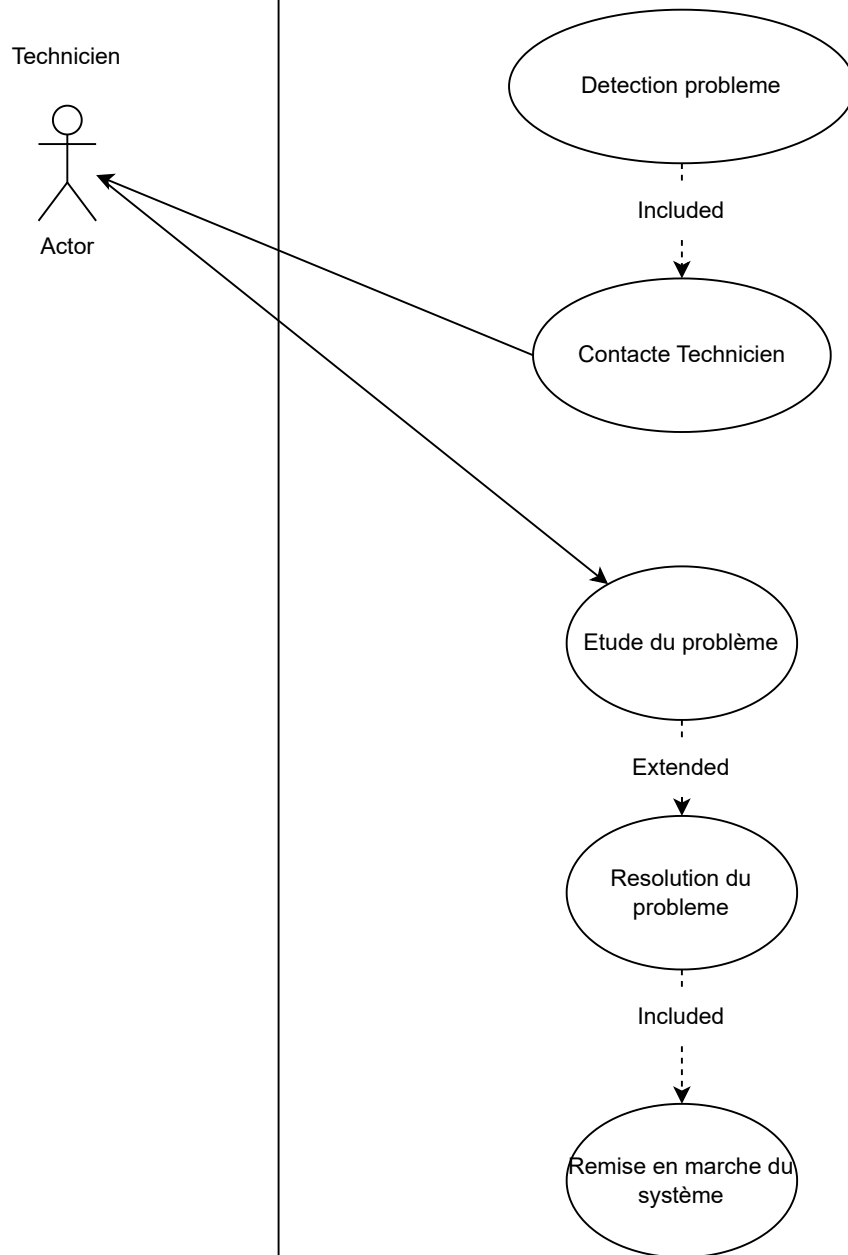 Technicien
Actor
Detection probleme
Included
Contacte Technicien
Etude du problème
Extended
Resolution du
probleme
Included
Remise en marche du
système